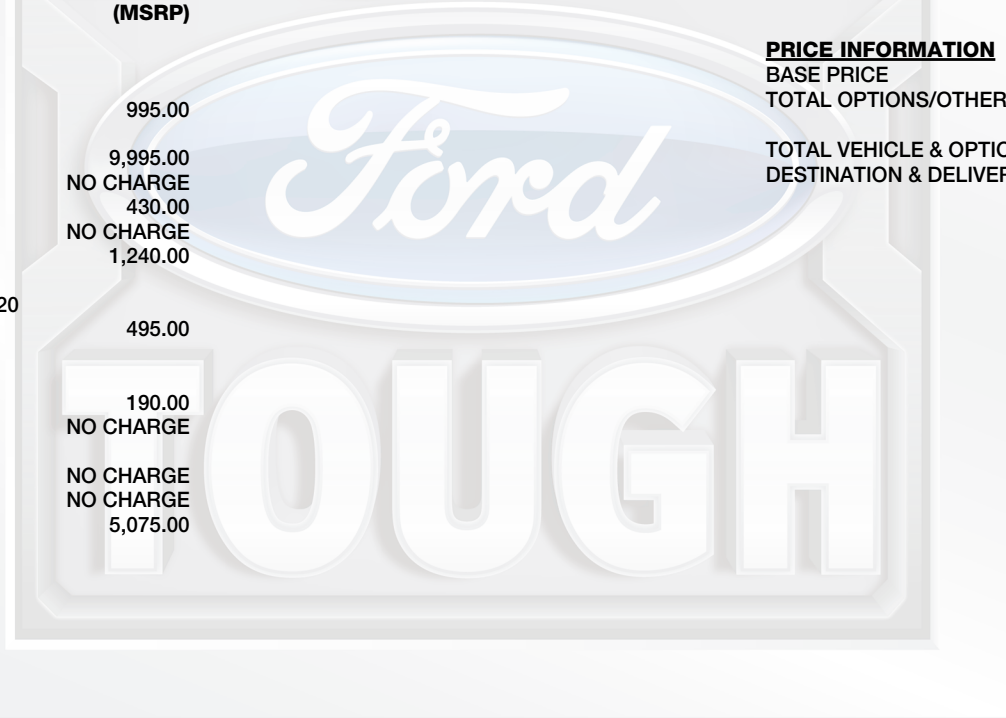 (MSRP)
995.00
9,995.00
NO CHARGE
430.00
NO CHARGE
1,240.00
20
495.00
190.00
NO CHARGE
NO CHARGE
NO CHARGE
5,075.00
PRICE INFORMATION
BASE PRICE
TOTAL OPTIONS/OTHER
TOTAL VEHICLE & OPTIO
DESTINATION & DELIVER
Ford
TOUGH